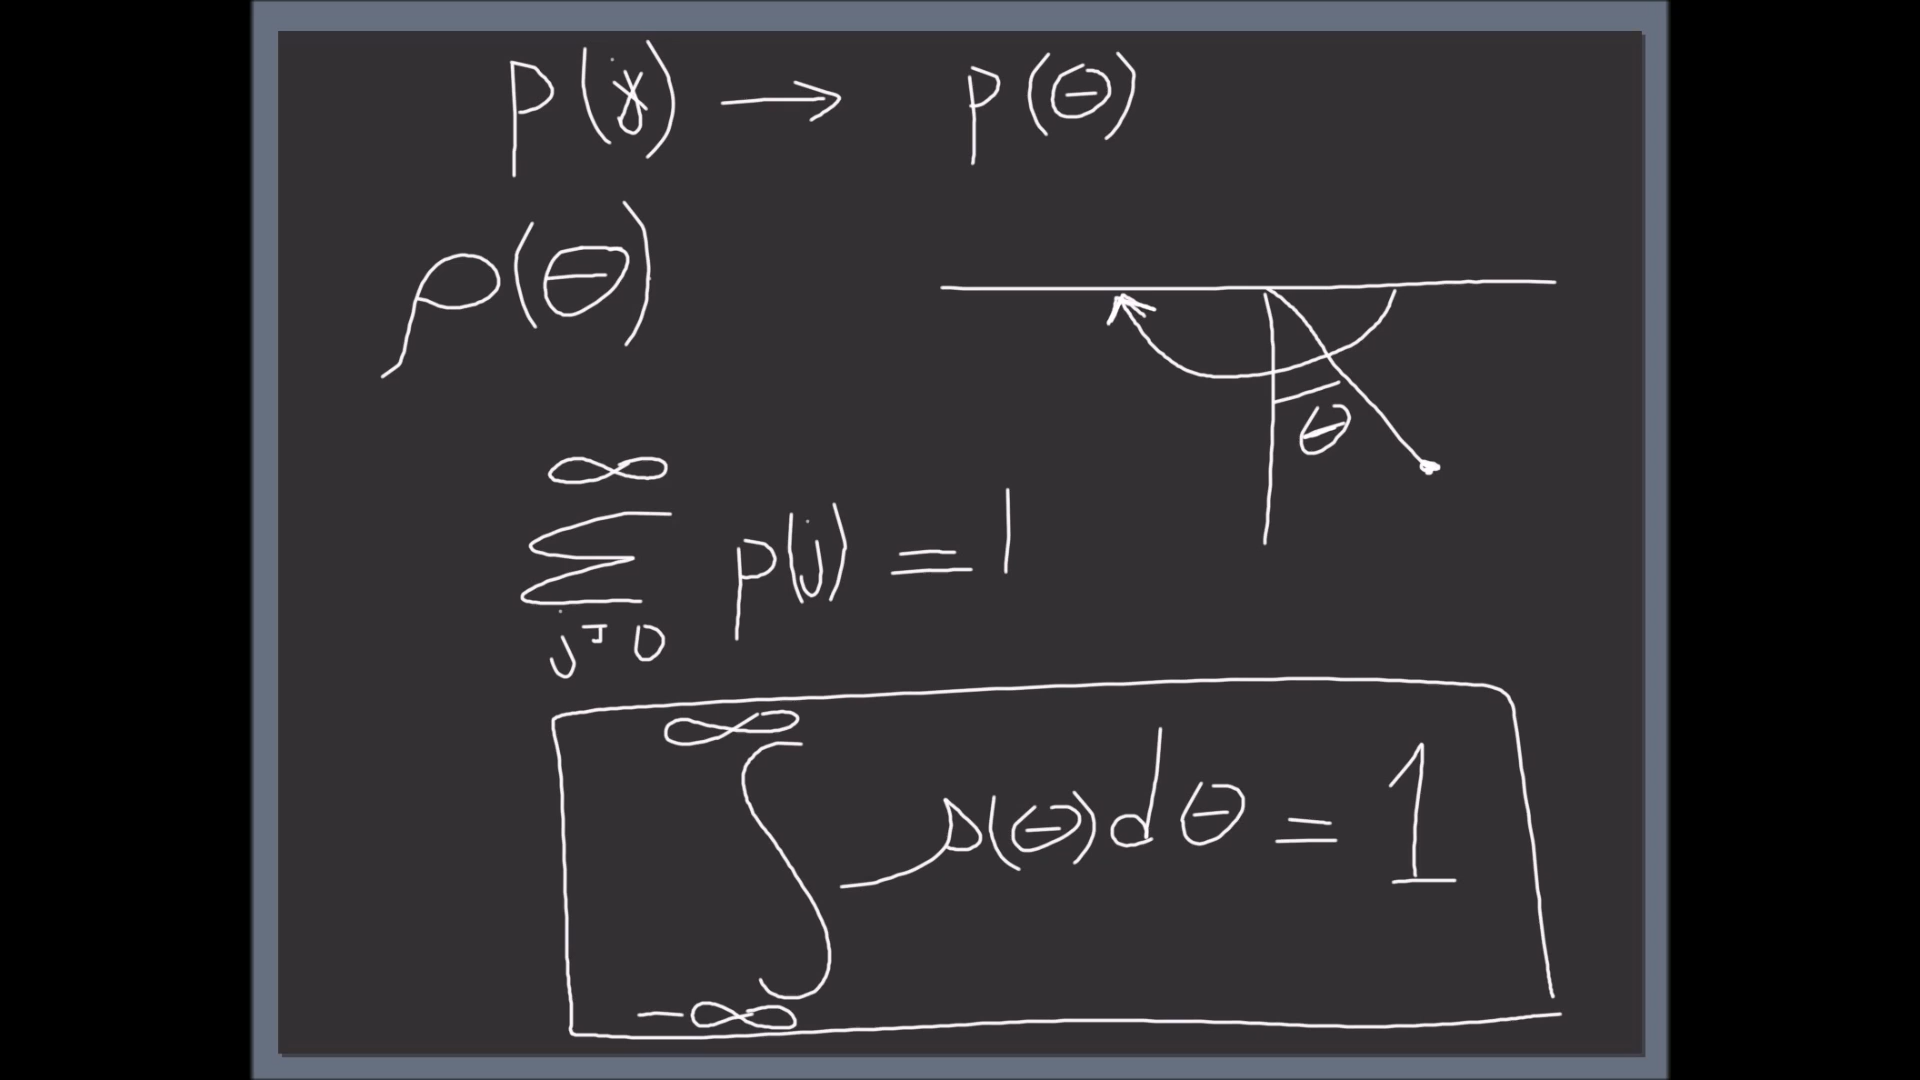 P(j) → P(θ)
ρ(θ)
θ
∞
∑ p(j) = 1
j=0
∞
∫ ρ(θ)dθ = 1
-∞